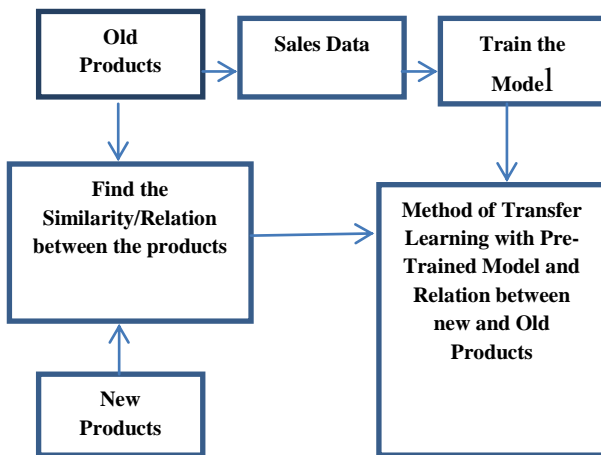 Old
Products
Sales Data
Train the
Model
Find the
Similarity/Relation
between the products
Method of Transfer
Learning with Pre-
Trained Model and
Relation between
new and Old
Products
New
Products